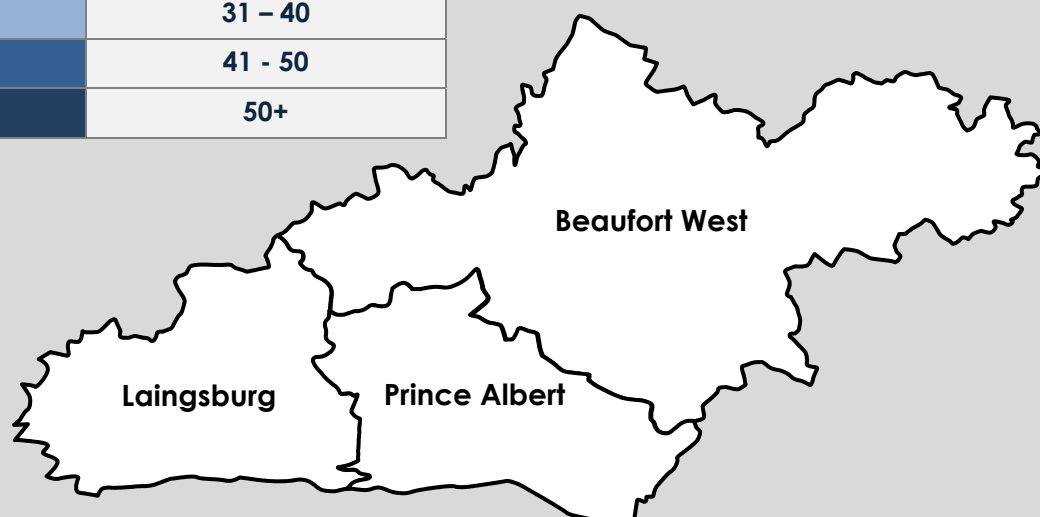 31 – 40
41 - 50
50+
Beaufort West
Laingsburg
Prince Albert